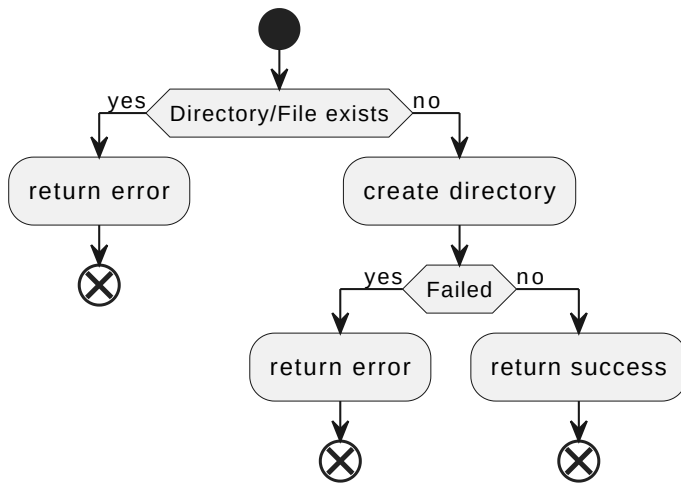 yes
Directory/File exists
no
return error
create directory
yes
Failed
no
return error
return success